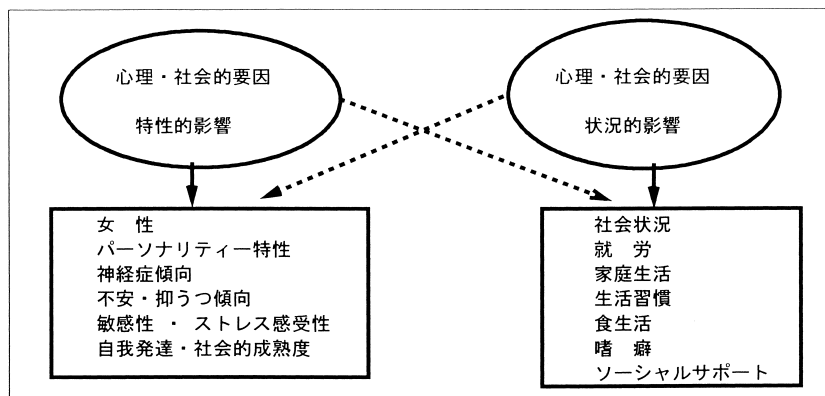 心理・社会的要因
特性的影響
心理・社会的要因
状況的影響
女　性
パーソナリティー特性
神経症傾向
不安・抑うつ傾向
敏感性 ・ ストレス感受性
自我発達・社会的成熟度
社会状況
就　労
家庭生活
生活習慣
食生活
嗜　癖
ソーシャルサポート